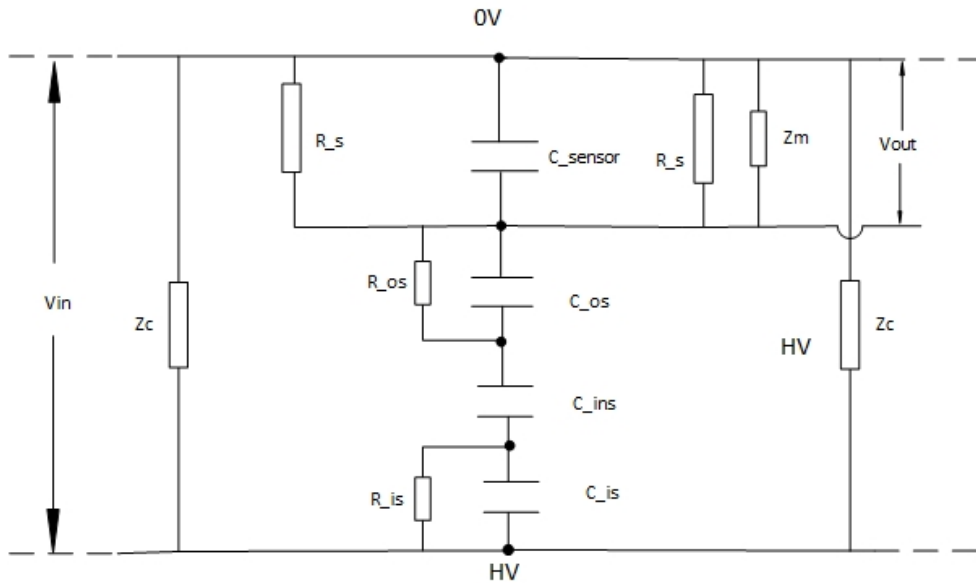 0V
R_s
C_sensor
R_s
Zm
Vout
R_os
C_os
Vin
Zc
HV
Zc
C_ins
R_is
C_is
HV